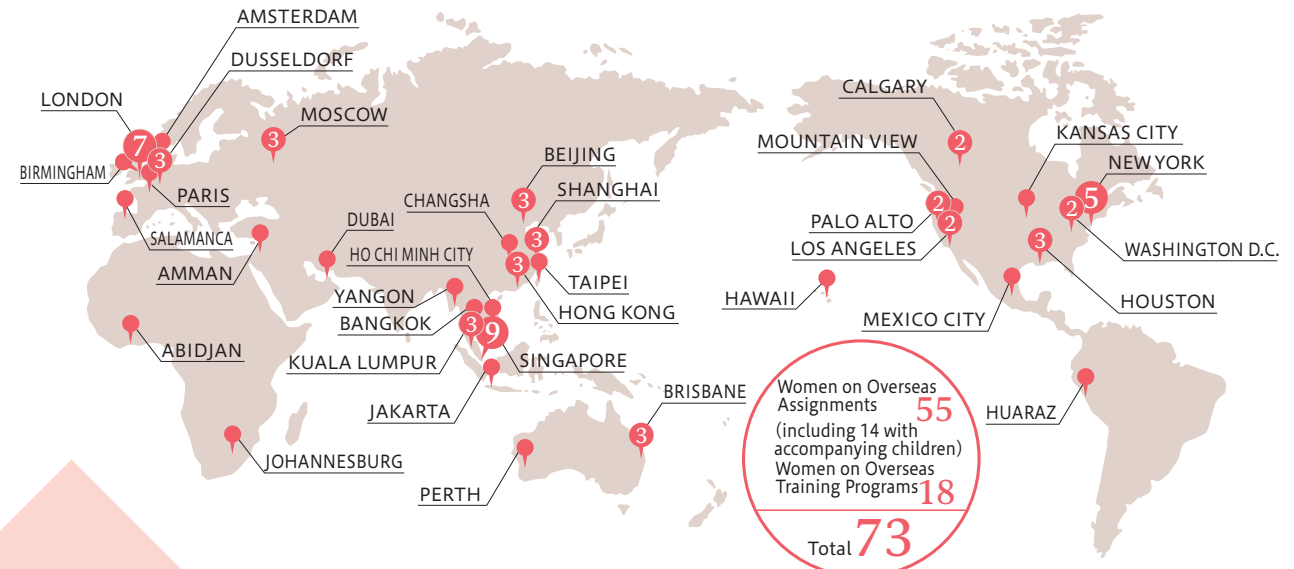 AMSTERDAM
DUSSELDORF
LONDON
7
3
BIRMINGHAM
PARIS
SALAMANCA
MOSCOW
3
AMMAN
DUBAI
ABIDJAN
JOHANNESBURG
BEIJING
3
CHANGSHA
SHANGHAI
3
HO CHI MINH CITY
TAIPEI
3
HONG KONG
YANGON
BANGKOK
3
KUALA LUMPUR
9
SINGAPORE
JAKARTA
BRISBANE
3
PERTH
CALGARY
2
MOUNTAIN VIEW
KANSAS CITY
NEW YORK
5
2
PALO ALTO
2
LOS ANGELES
2
WASHINGTON D.C.
3
HOUSTON
HAWAII
MEXICO CITY
HUARAZ
Women on Overseas
Assignments 55
(including 14 with
accompanying children)
Women on Overseas
Training Programs 18
Total 73